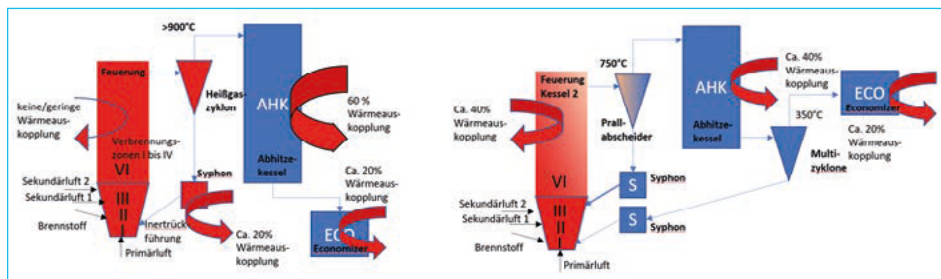 >900°C
Feuerung
Heißgas-
zyklon
AHK
Abhitze-
kessel
60 %
Wärmeaus-
kopplung
keine/geringe
Wärmeaus-
kopplung
Verbrennungs-
zonen I bis IV
VI
III
II
I
Sekundärluft 2
Sekundärluft 1
Brennstoff
Primärluft
Syphon
Inertrück
führung
Ca. 20%
Wärmeaus-
kopplung
Ca. 20%
Wärmeaus-
kopplung
ECO
Economizer
750°C
Feuerung
Kessel 2
Ca. 40%
Wärmeaus-
kopplung
Prall-
abscheider
AHK
Abhitze-
kessel
Ca. 40%
Wärmeaus-
kopplung
ECO
Economizer
350°C
Ca. 20%
Wärmeaus-
kopplung
Multi-
zyklone
S
Syphon
S
Syphon
VI
III
II
I
Sekundärluft 2
Sekundärluft 1
Brennstoff
Primärluft